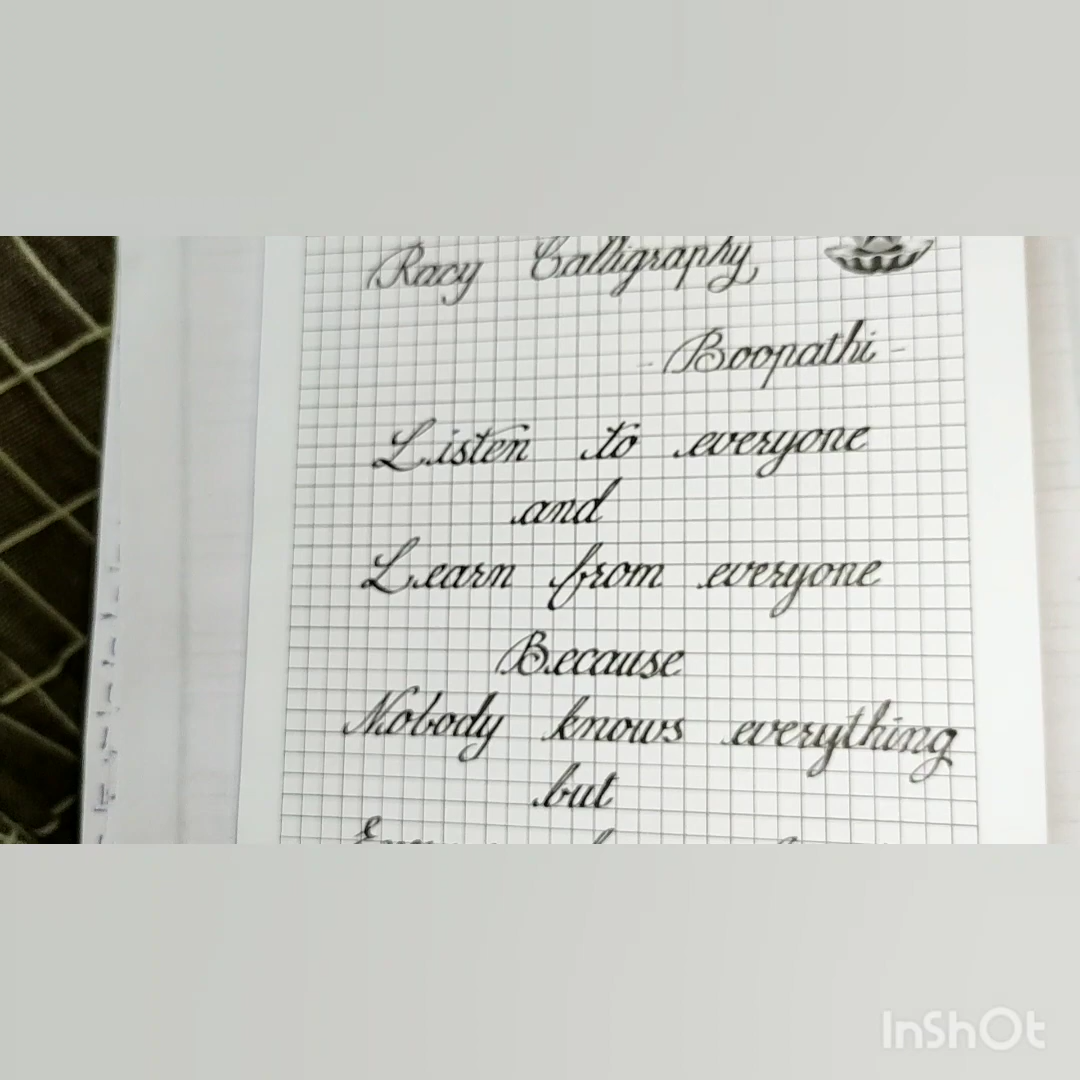 Racy Calligraphy
- Boopathi -
Listen to everyone
and
Learn from everyone
Because
Nobody knows everything
but
InShOt